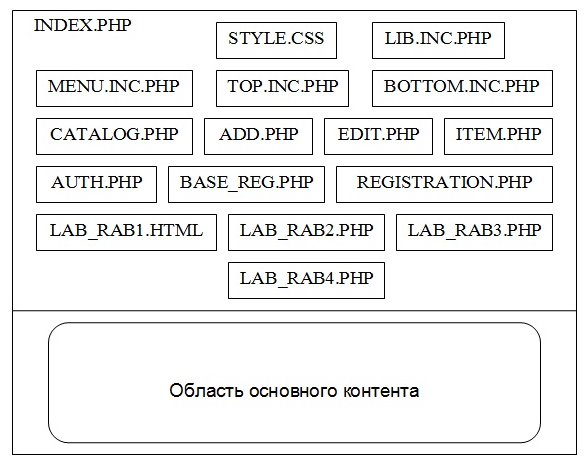 INDEX.PHP
STYLE.CSS LIB.INC.PHP
MENU.INC.PHP TOP.INC.PHP BOTTOM.INC.PHP
CATALOG.PHP ADD.PHP EDIT.PHP ITEM.PHP
AUTH.PHP BASE_REG.PHP REGISTRATION.PHP
LAB_RAB1.HTML LAB_RAB2.PHP LAB_RAB3.PHP
LAB_RAB4.PHP
Область основного контента